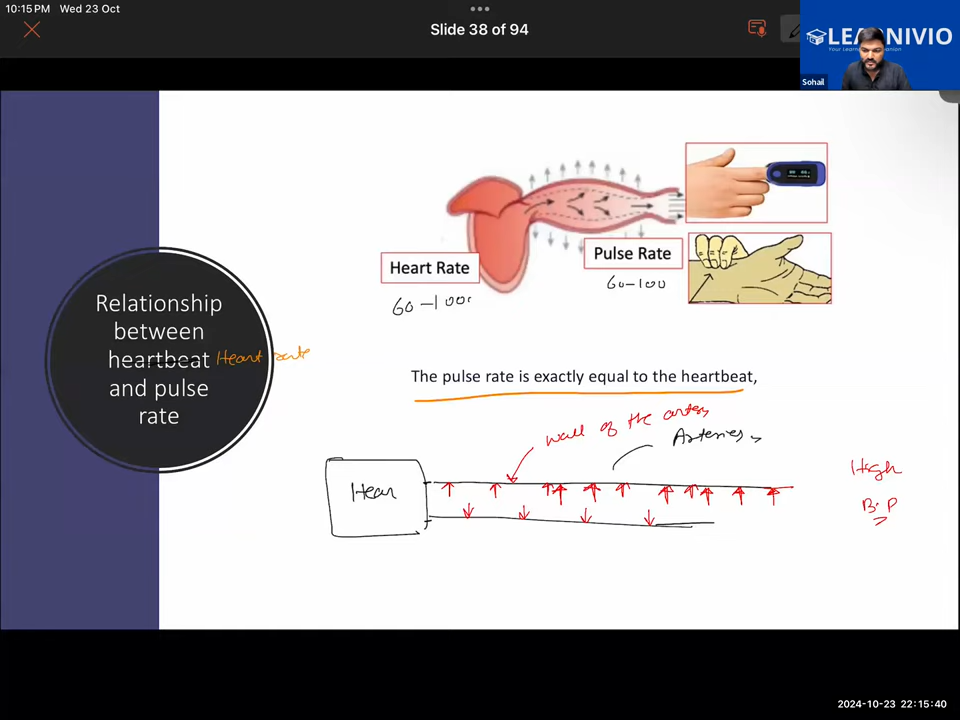 10:15 PM Wed 23 Oct
Slide 38 of 94
LEARNIVIO
Sohail
Heart Rate
60-100
Pulse Rate
60-100
Relationship
between
heartbeat Heart rate
and pulse
rate
The pulse rate is exactly equal to the heartbeat,
wall of the artery
Arteries
Hear
High
B.P
2024-10-23 22:15:40